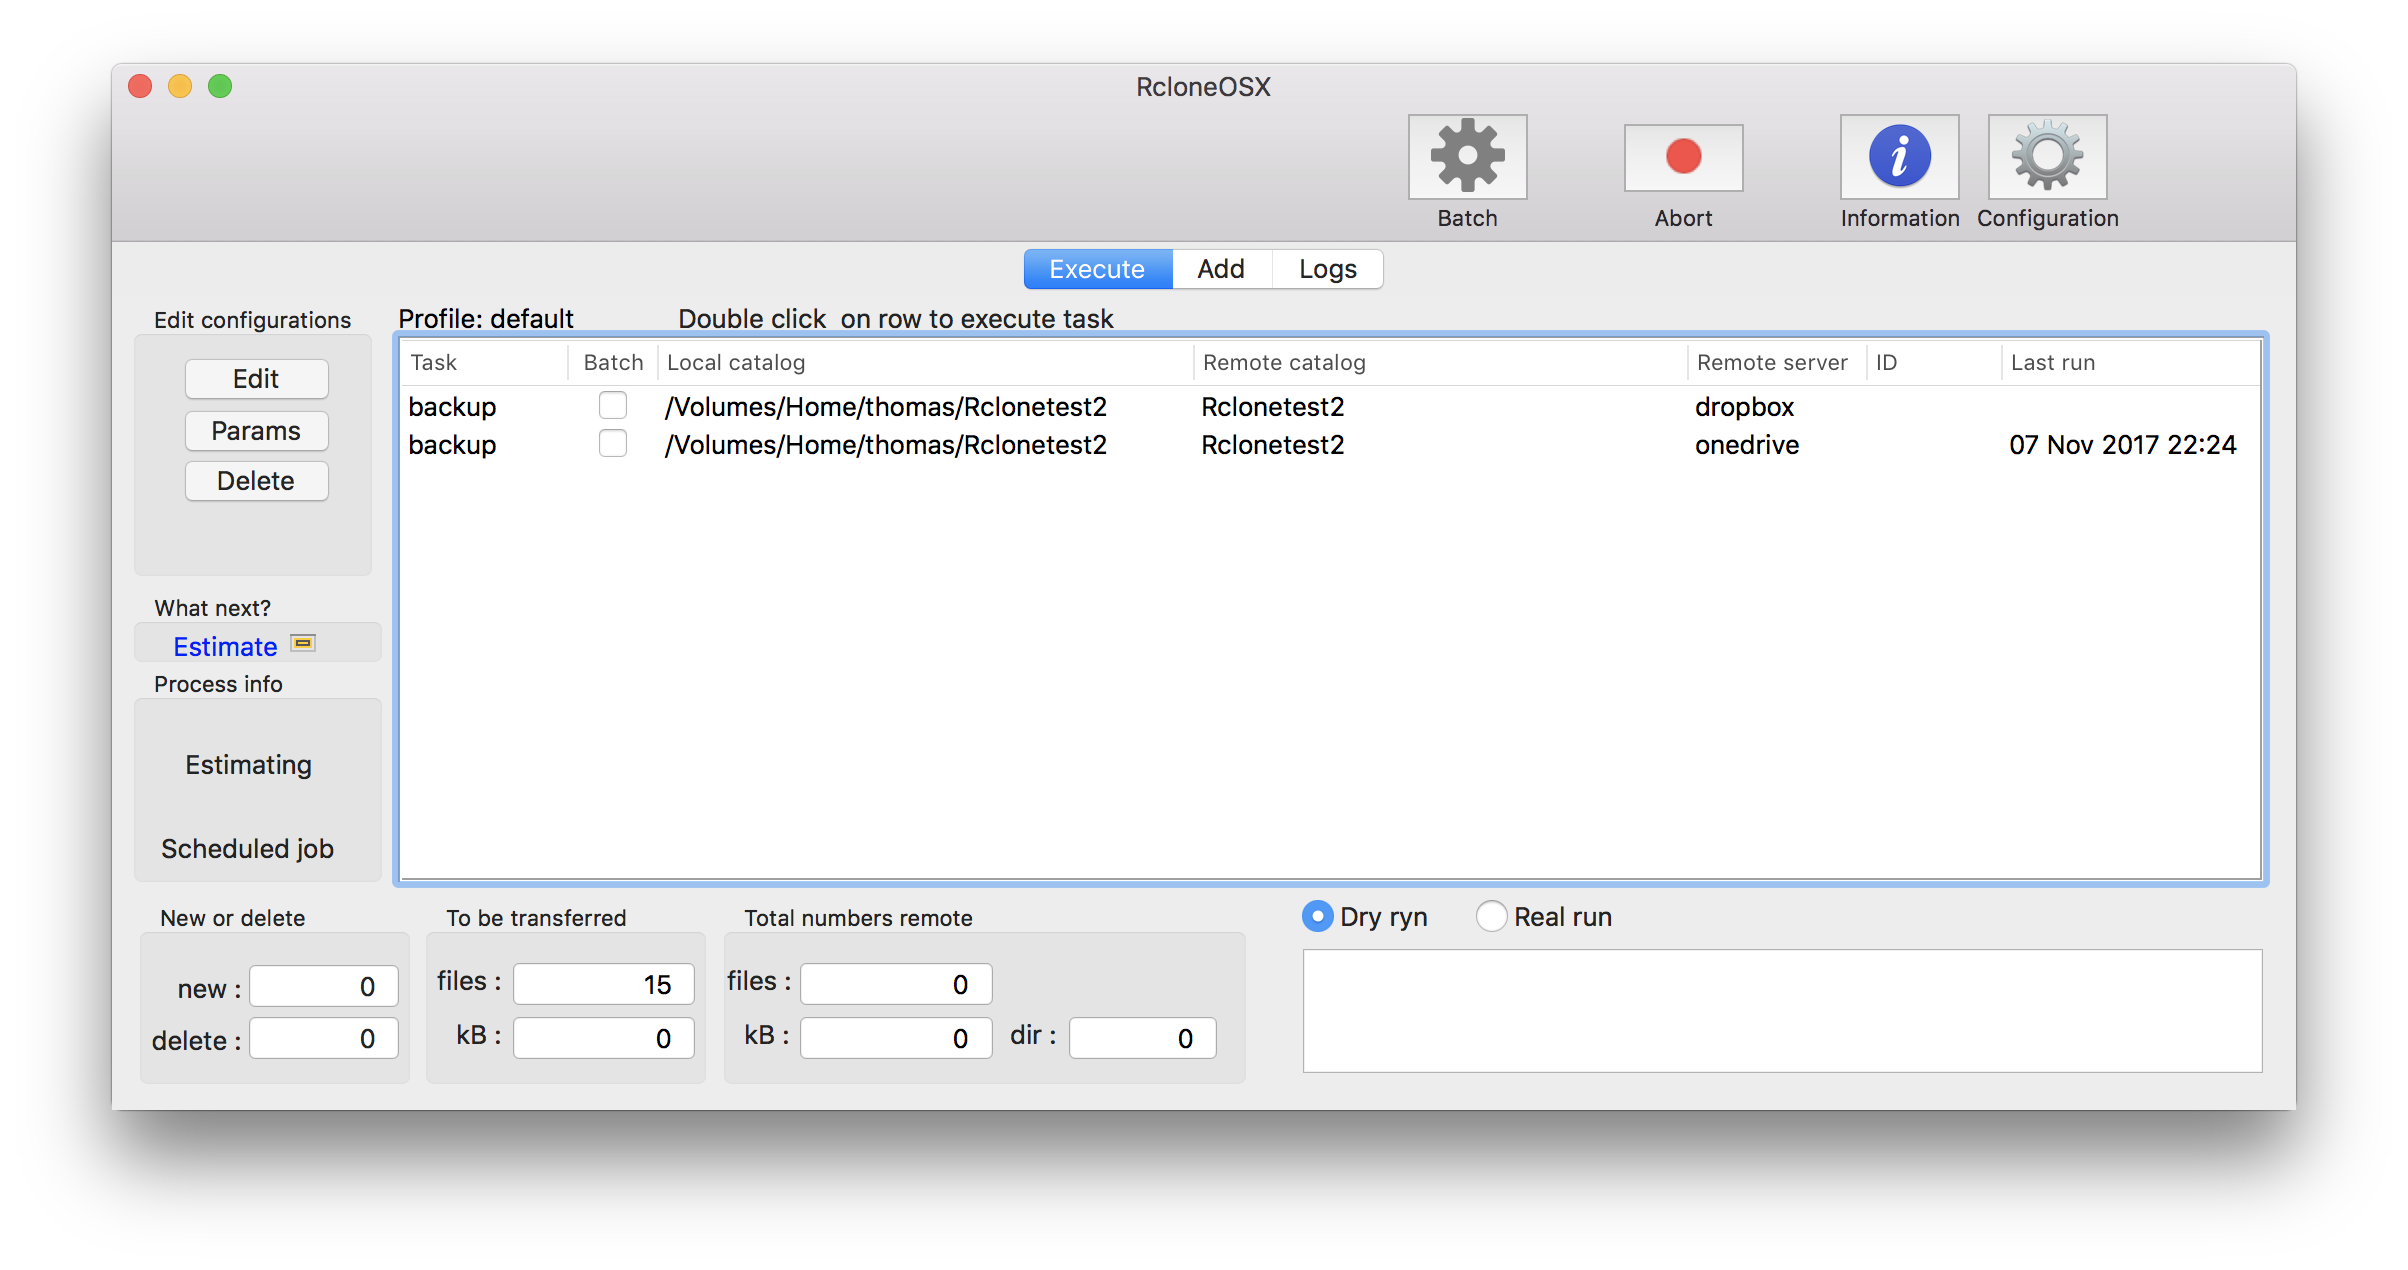 RcloneOSX
Batch
Abort
Information
Configuration
Execute
Add
Logs
Edit configurations
Edit
Params
Delete
Profile: default
Double click on row to execute task
Task Batch Local catalog Remote catalog Remote server ID Last run
backup /Volumes/Home/thomas/Rclonetest2 Rclonetest2 dropbox
backup /Volumes/Home/thomas/Rclonetest2 Rclonetest2 onedrive 07 Nov 2017 22:24
What next?
Estimate
Process info
Estimating
Scheduled job
New or delete
new : 0
delete : 0
To be transferred
files : 15
kB : 0
Total numbers remote
files : 0
kB : 0 dir : 0
Dry ryn
Real run